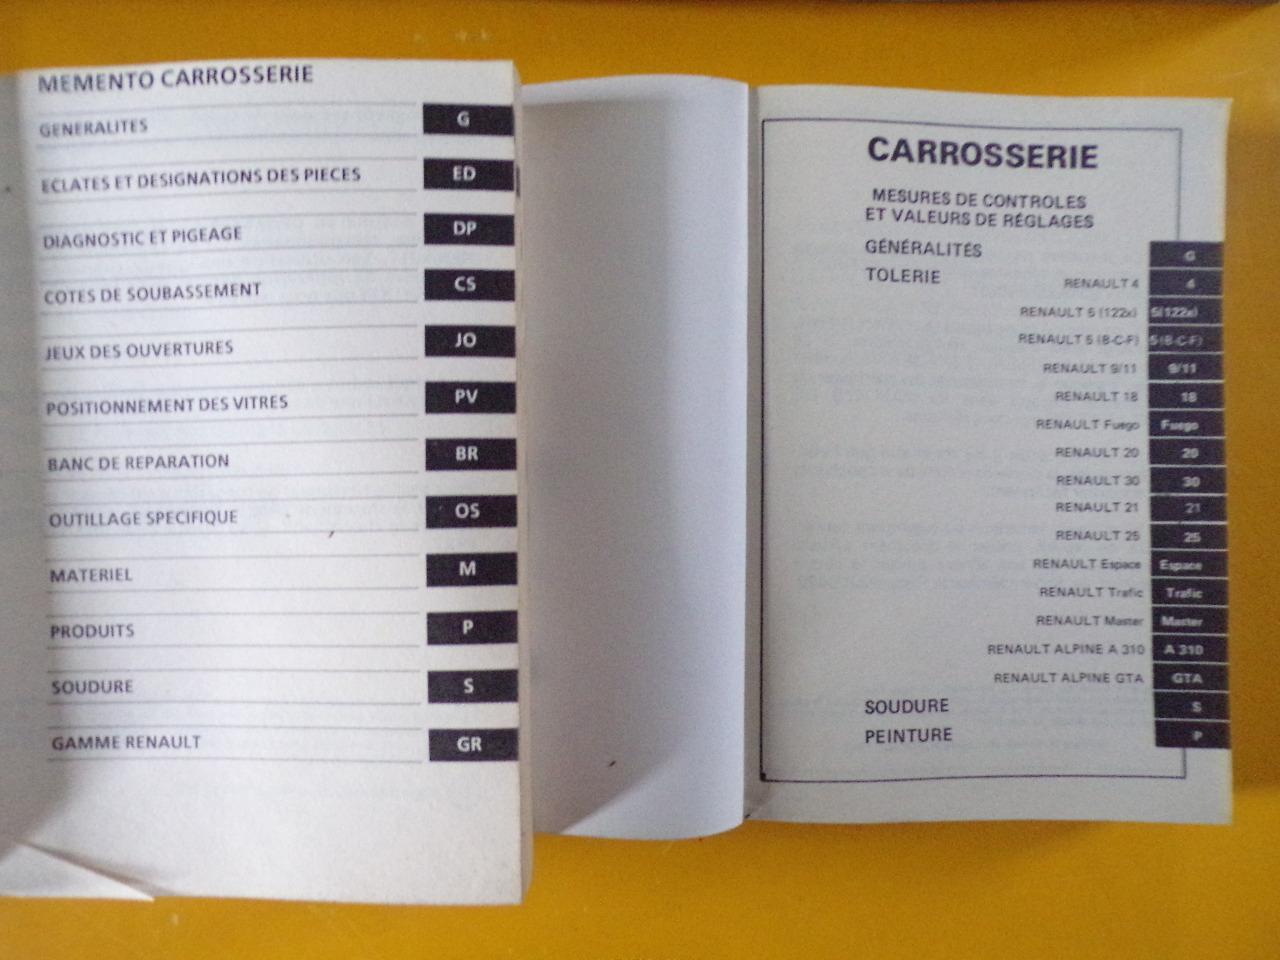 MEMENTO CARROSSERIE
GENERALITES G
ECLATES ET DESIGNATIONS DES PIECES ED
DIAGNOSTIC ET PIGEAGE DP
COTES DE SOUBASSEMENT CS
JEUX DES OUVERTURES JO
POSITIONNEMENT DES VITRES PV
BANC DE REPARATION BR
OUTILLAGE SPECIFIQUE OS
MATERIEL M
PRODUITS P
SOUDURE S
GAMME RENAULT GR
CARROSSERIE
MESURES DE CONTROLES
ET VALEURS DE RÉGLAGES
GÉNÉRALITÉS G
TOLERIE
RENAULT 4 4
RENAULT 5 (122x) 5(122x)
RENAULT 5 (B-C-F) 5(B-C-F)
RENAULT 9/11 9/11
RENAULT 18 18
RENAULT Fuego Fuego
RENAULT 20 20
RENAULT 30 30
RENAULT 21 21
RENAULT 25 25
RENAULT Espace Espace
RENAULT Trafic Trafic
RENAULT Master Master
RENAULT ALPINE A 310 A 310
RENAULT ALPINE GTA GTA
SOUDURE S
PEINTURE P